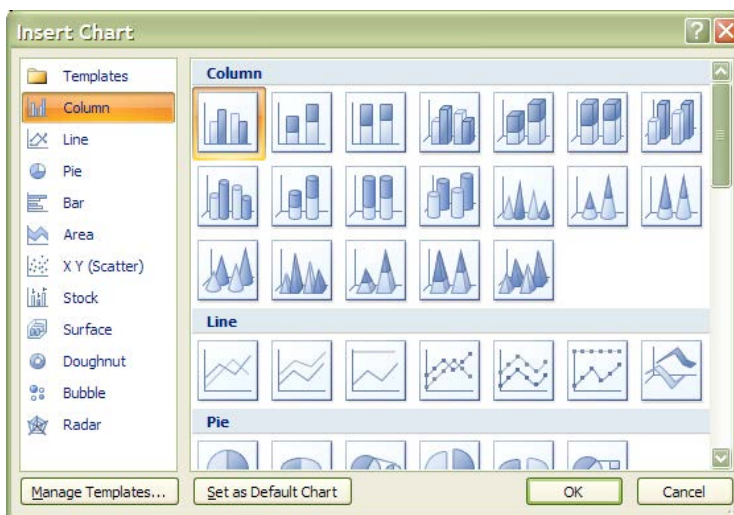 Insert Chart
Templates
Column
Line
Pie
Bar
Area
X Y (Scatter)
Stock
Surface
Doughnut
Bubble
Radar
Column
Line
Pie
Manage Templates...
Set as Default Chart
OK
Cancel